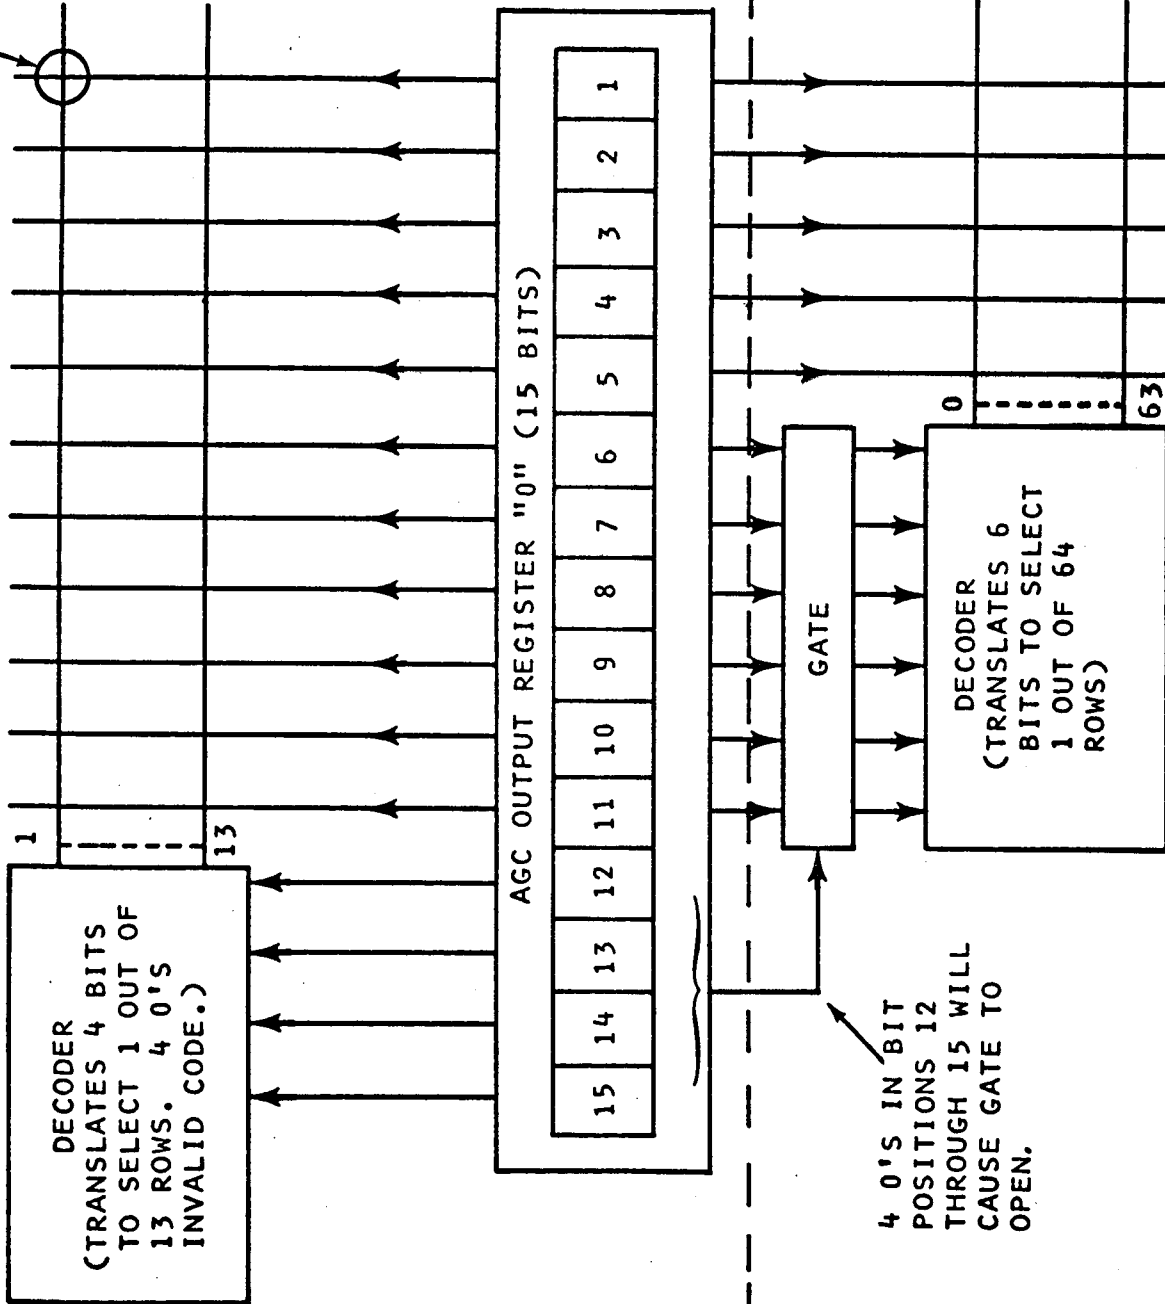 DECODER
(TRANSLATES 4 BITS
TO SELECT 1 OUT OF
13 ROWS. 4 0'S
INVALID CODE.)
1
13
AGC OUTPUT REGISTER "0" (15 BITS)
15 14 13 12 11 10 9 8 7 6 5 4 3 2 1
GATE
4 0'S IN BIT
POSITIONS 12
THROUGH 15 WILL
CAUSE GATE TO
OPEN.
DECODER
(TRANSLATES 6
BITS TO SELECT
1 OUT OF 64
ROWS)
0
63